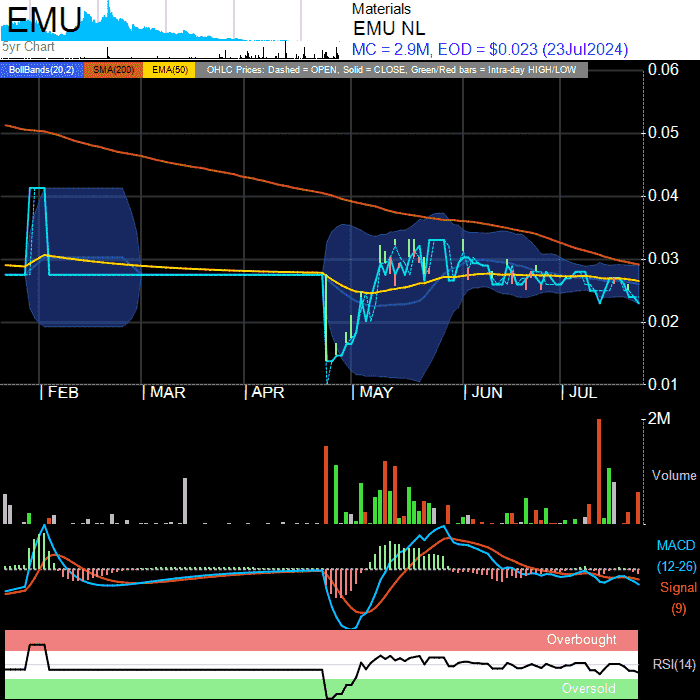 EMU
5yr Chart
Materials
EMU NL
MC = 2.9M, EOD = $0.023 (23Jul2024)
BollBands(20,2) SMA(200) EMA(50) OHLC Prices: Dashed = OPEN, Solid = CLOSE, Green/Red bars = Intra-day HIGH/LOW
0.06
0.05
0.04
0.03
0.02
0.01
| FEB | MAR | APR | MAY | JUN | JUL
2M
Volume
MACD
(12-26)
Signal
(9)
Overbought
RSI(14)
Oversold